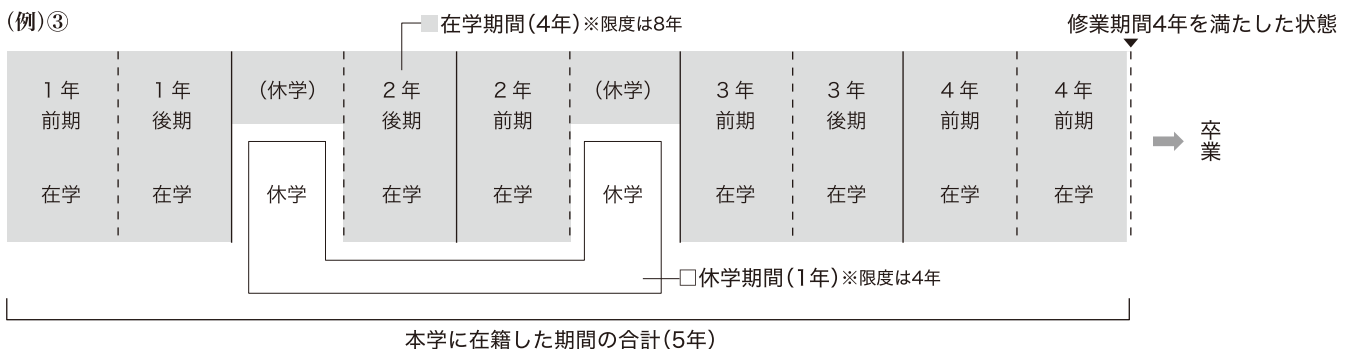 (例)③
在学期間(4年)※限度は8年
修業期間4年を満たした状態
1年
前期
在学
1年
後期
在学
(休学)
休学
2年
後期
在学
2年
前期
在学
(休学)
休学
3年
前期
在学
3年
後期
在学
4年
前期
在学
4年
前期
在学
卒業
休学期間(1年)※限度は4年
本学に在籍した期間の合計(5年)